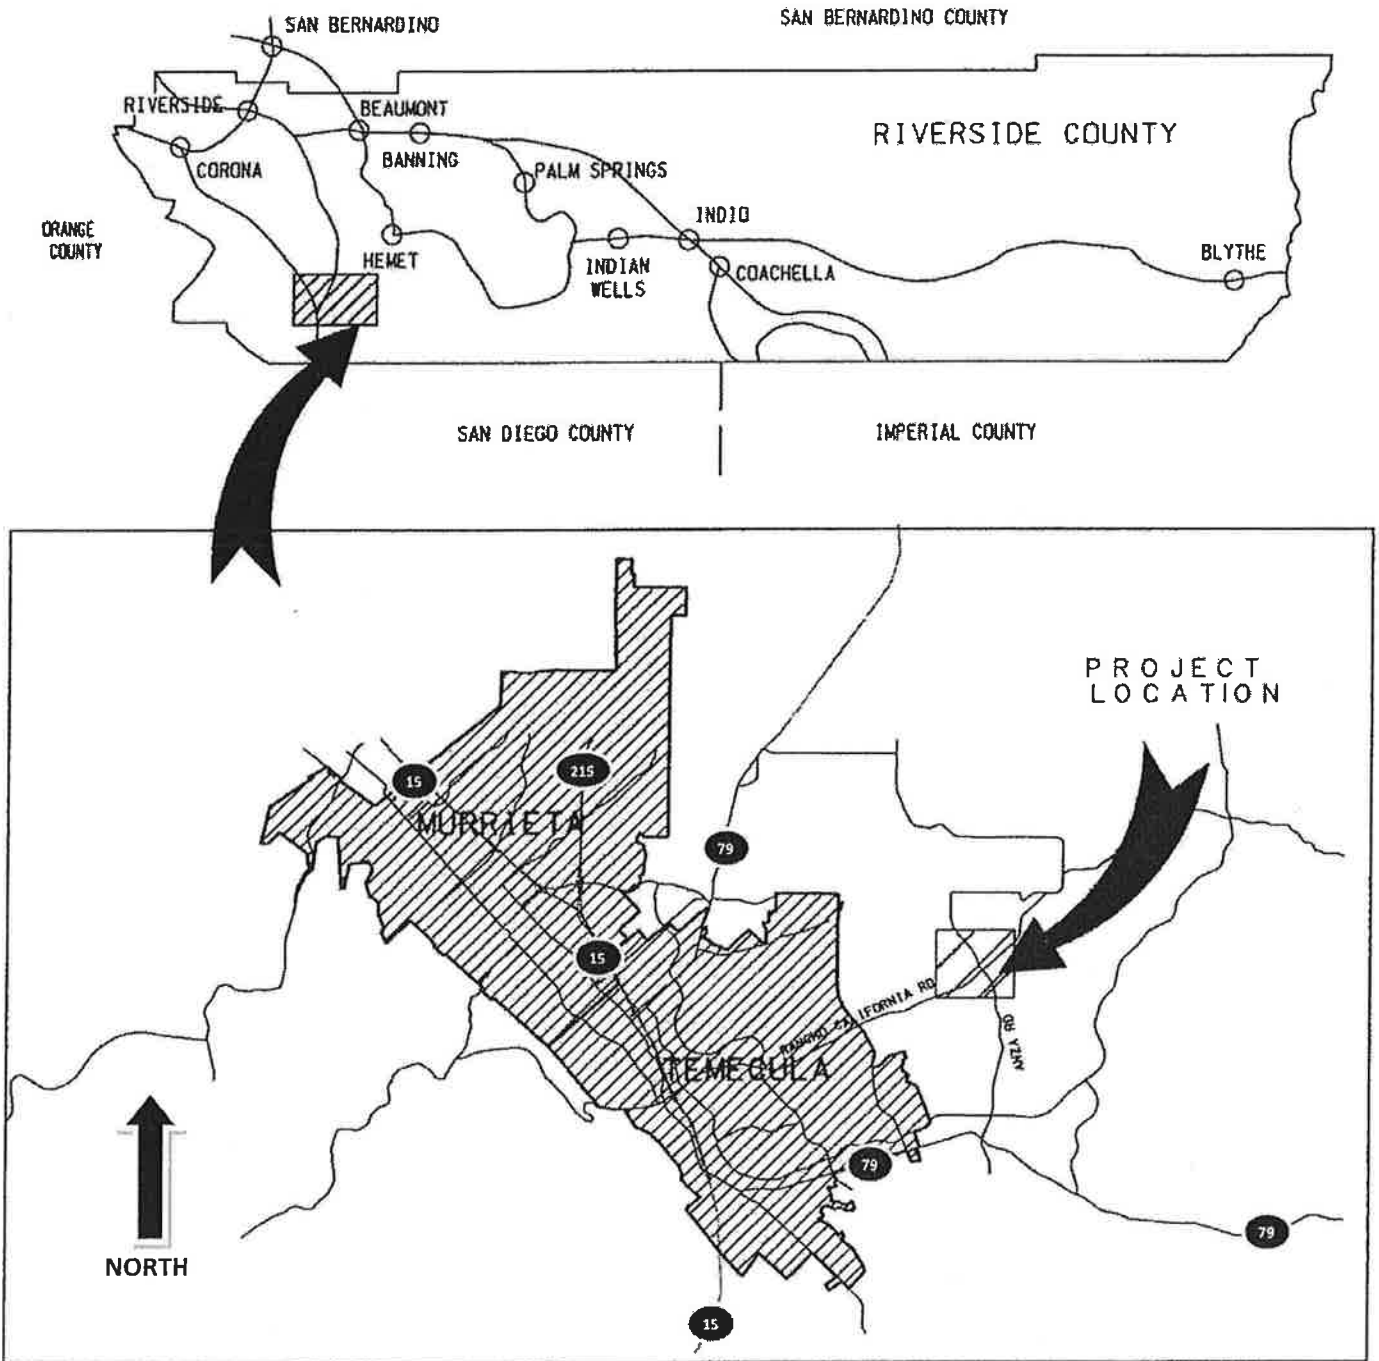 SAN BERNARDINO COUNTY
SAN BERNARDINO
RIVERSIDE
BEAUMONT
RIVERSIDE COUNTY
BANNING
CORONA
PALM SPRINGS
ORANGE
COUNTY
INDIO
HEMET
INDIAN
WELLS
COACHELLA
BLYTHE
SAN DIEGO COUNTY
IMPERIAL COUNTY
PROJECT
LOCATION
15
215
MURRIETA
79
15
RANCHO CALIFORNIA RD
ANZA RD
TEMECULA
79
79
NORTH
15